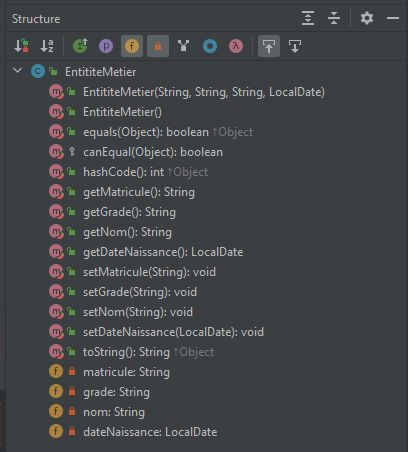 Structure
EntititeMetier
EntititeMetier(String, String, String, LocalDate)
EntititeMetier()
equals(Object): boolean ↑Object
canEqual(Object): boolean
hashCode(): int ↑Object
getMatricule(): String
getGrade(): String
getNom(): String
getDateNaissance(): LocalDate
setMatricule(String): void
setGrade(String): void
setNom(String): void
setDateNaissance(LocalDate): void
toString(): String ↑Object
matricule: String
grade: String
nom: String
dateNaissance: LocalDate